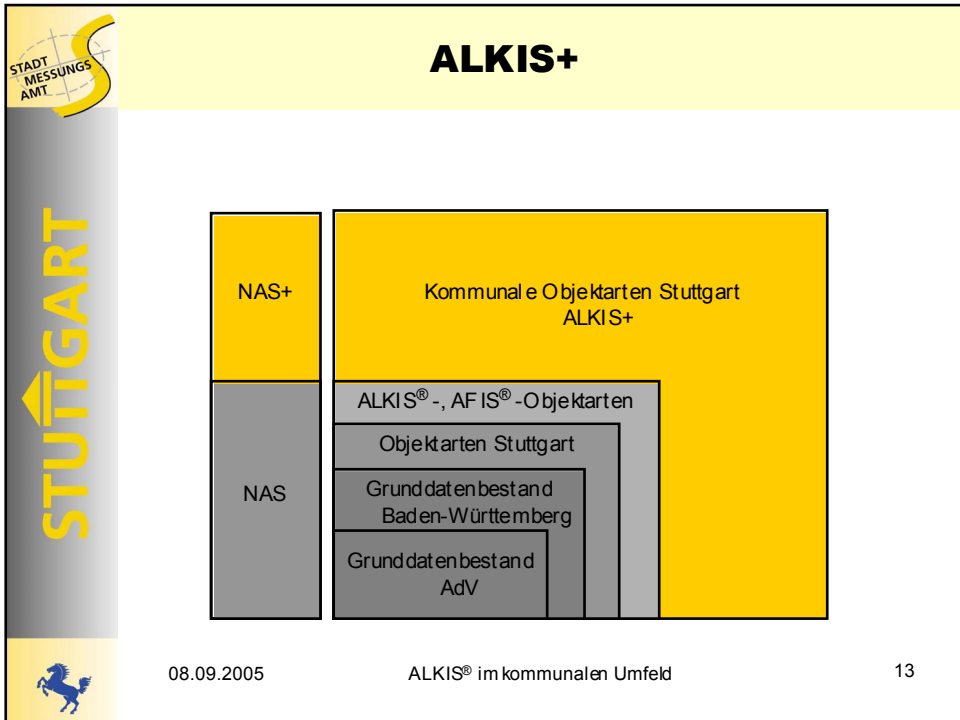 STADT
MESSUNGS
AMT
ALKIS+
STUTTGART
NAS+
Kommunale Objektarten Stuttgart
ALKIS+
NAS
ALKIS®-, AFIS®-Objektarten
Objektarten Stuttgart
Grunddatenbestand
Baden-Württemberg
Grunddatenbestand
AdV
08.09.2005
ALKIS® im kommunalen Umfeld
13